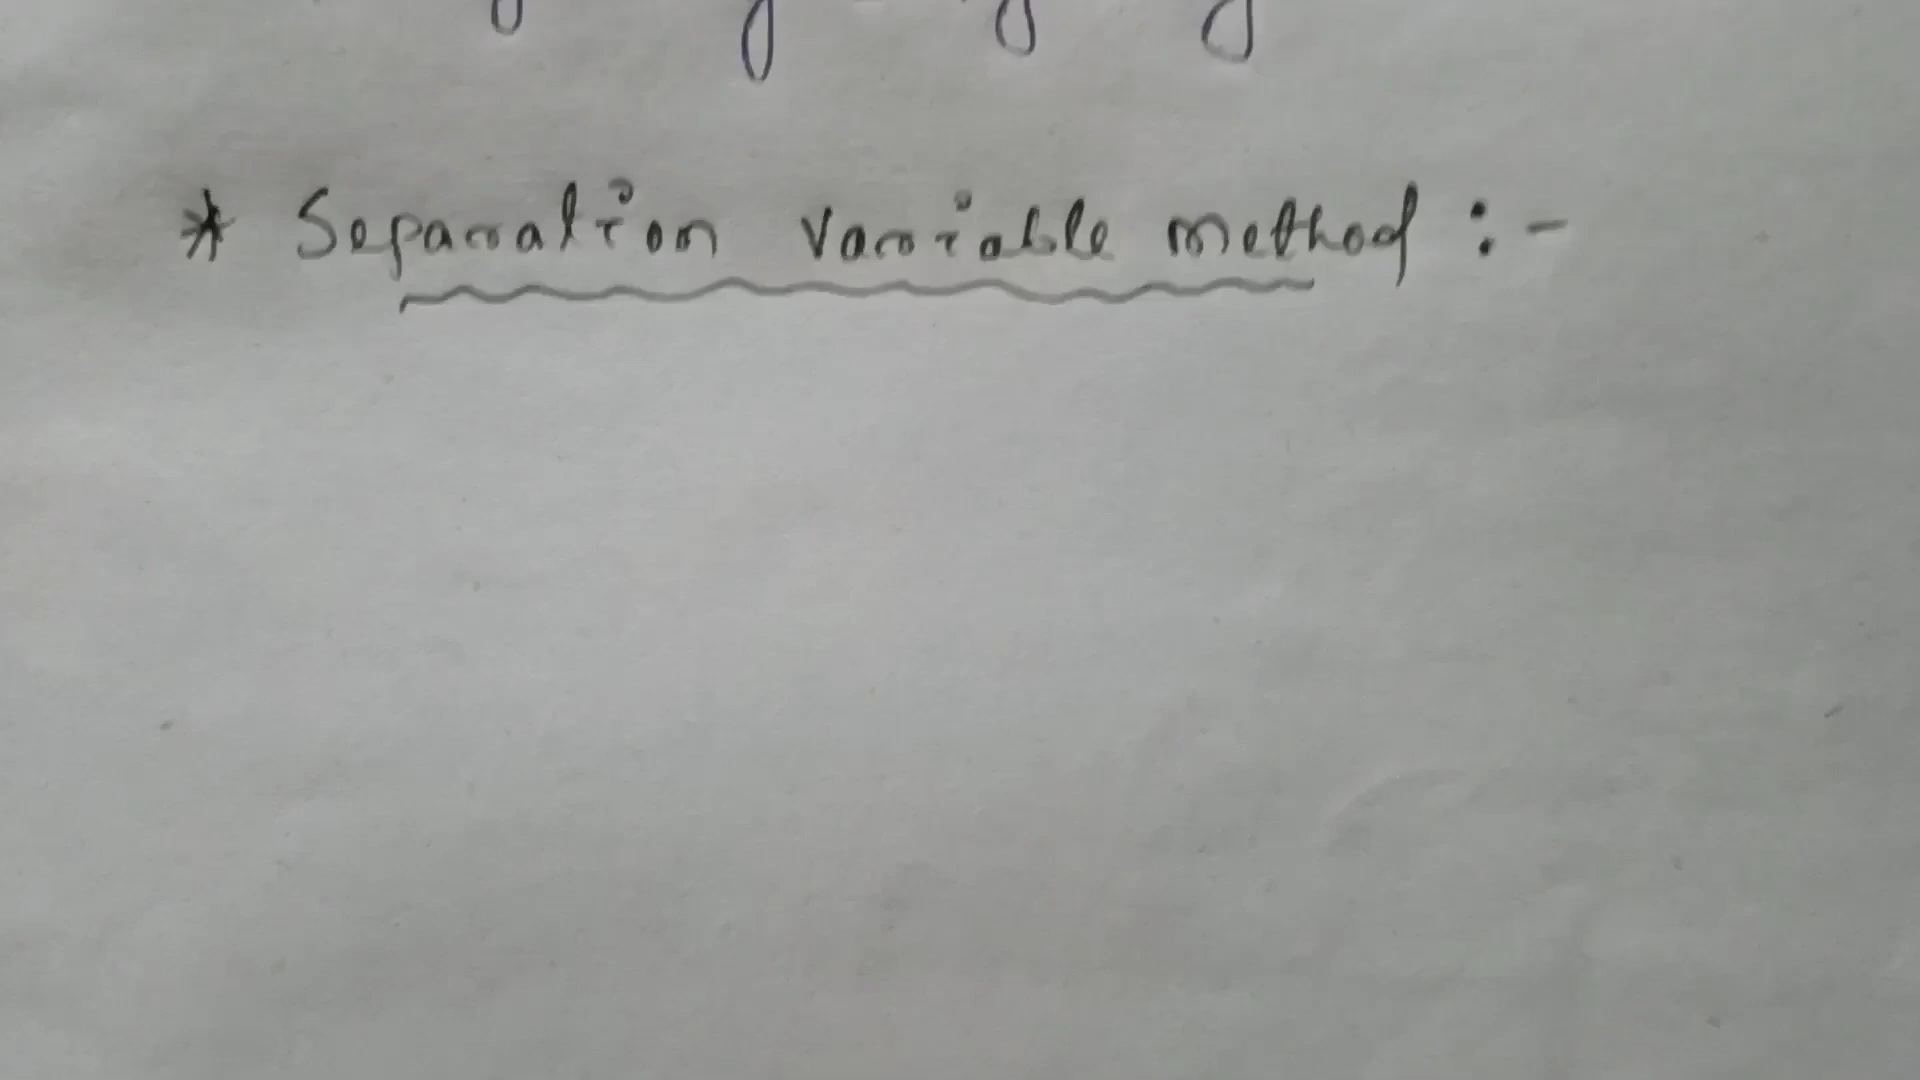 * Separation variable method :-